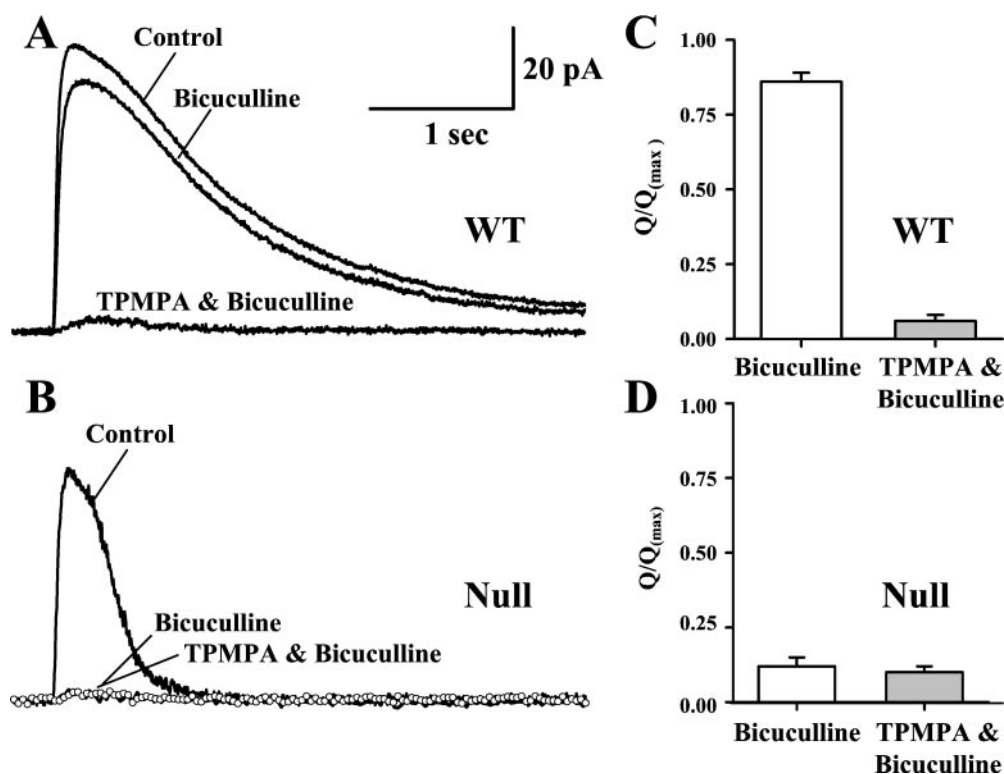 A
Control
Bicuculline
20 pA
1 sec
WT
TPMPA & Bicuculline
B
Control
Null
Bicuculline
TPMPA & Bicuculline
C
1.00
0.75
0.50
0.25
0.00
Q/Q(max)
WT
Bicuculline
TPMPA &
Bicuculline
D
1.00
0.75
0.50
0.25
0.00
Q/Q(max)
Null
Bicuculline
TPMPA &
Bicuculline